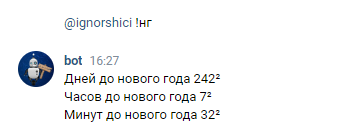 @ignorshici !нг
bot 16:27
Дней до нового года 242²
Часов до нового года 7²
Минут до нового года 32²